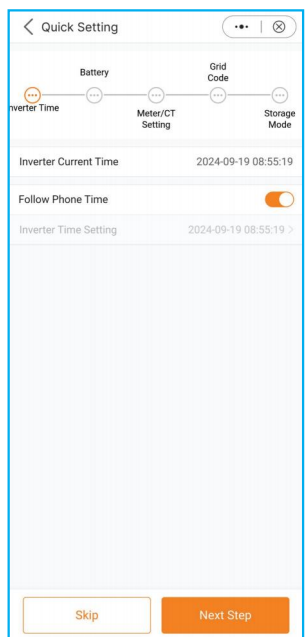 Quick Setting
Battery
Grid
Code
nverter Time
Meter/CT
Setting
Storage
Mode
Inverter Current Time 2024-09-19 08:55:19
Follow Phone Time
Inverter Time Setting 2024-09-19 08:55:19 >
Skip Next Step